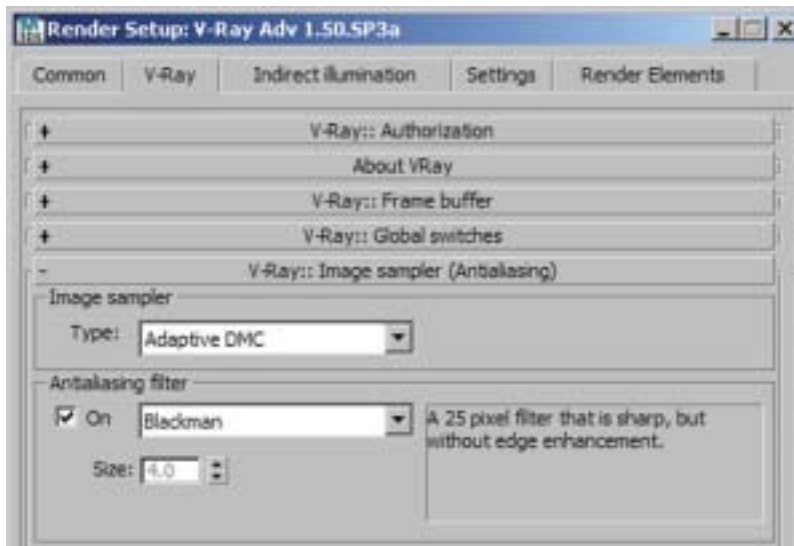 Render Setup: V-Ray Adv 1.50.SP3a
Common V-Ray Indirect illumination Settings Render Elements
+ V-Ray:: Authorization
+ About VRay
+ V-Ray:: Frame buffer
+ V-Ray:: Global switches
- V-Ray:: Image sampler (Antialiasing)
Image sampler
Type: Adaptive DMC
Antialiasing filter
On Blackman
A 25 pixel filter that is sharp, but
without edge enhancement.
Size: 4.0